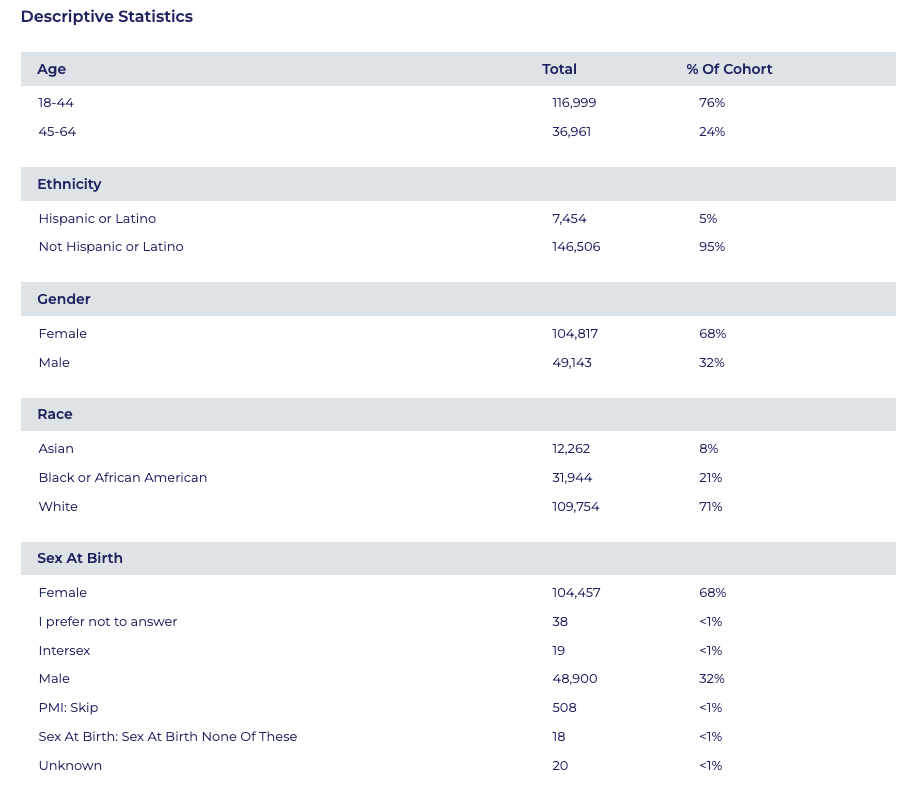 Descriptive Statistics
Age Total % Of Cohort
18-44 116,999 76%
45-64 36,961 24%
Ethnicity
Hispanic or Latino 7,454 5%
Not Hispanic or Latino 146,506 95%
Gender
Female 104,817 68%
Male 49,143 32%
Race
Asian 12,262 8%
Black or African American 31,944 21%
White 109,754 71%
Sex At Birth
Female 104,457 68%
I prefer not to answer 38 <1%
Intersex 19 <1%
Male 48,900 32%
PMI: Skip 508 <1%
Sex At Birth: Sex At Birth None Of These 18 <1%
Unknown 20 <1%